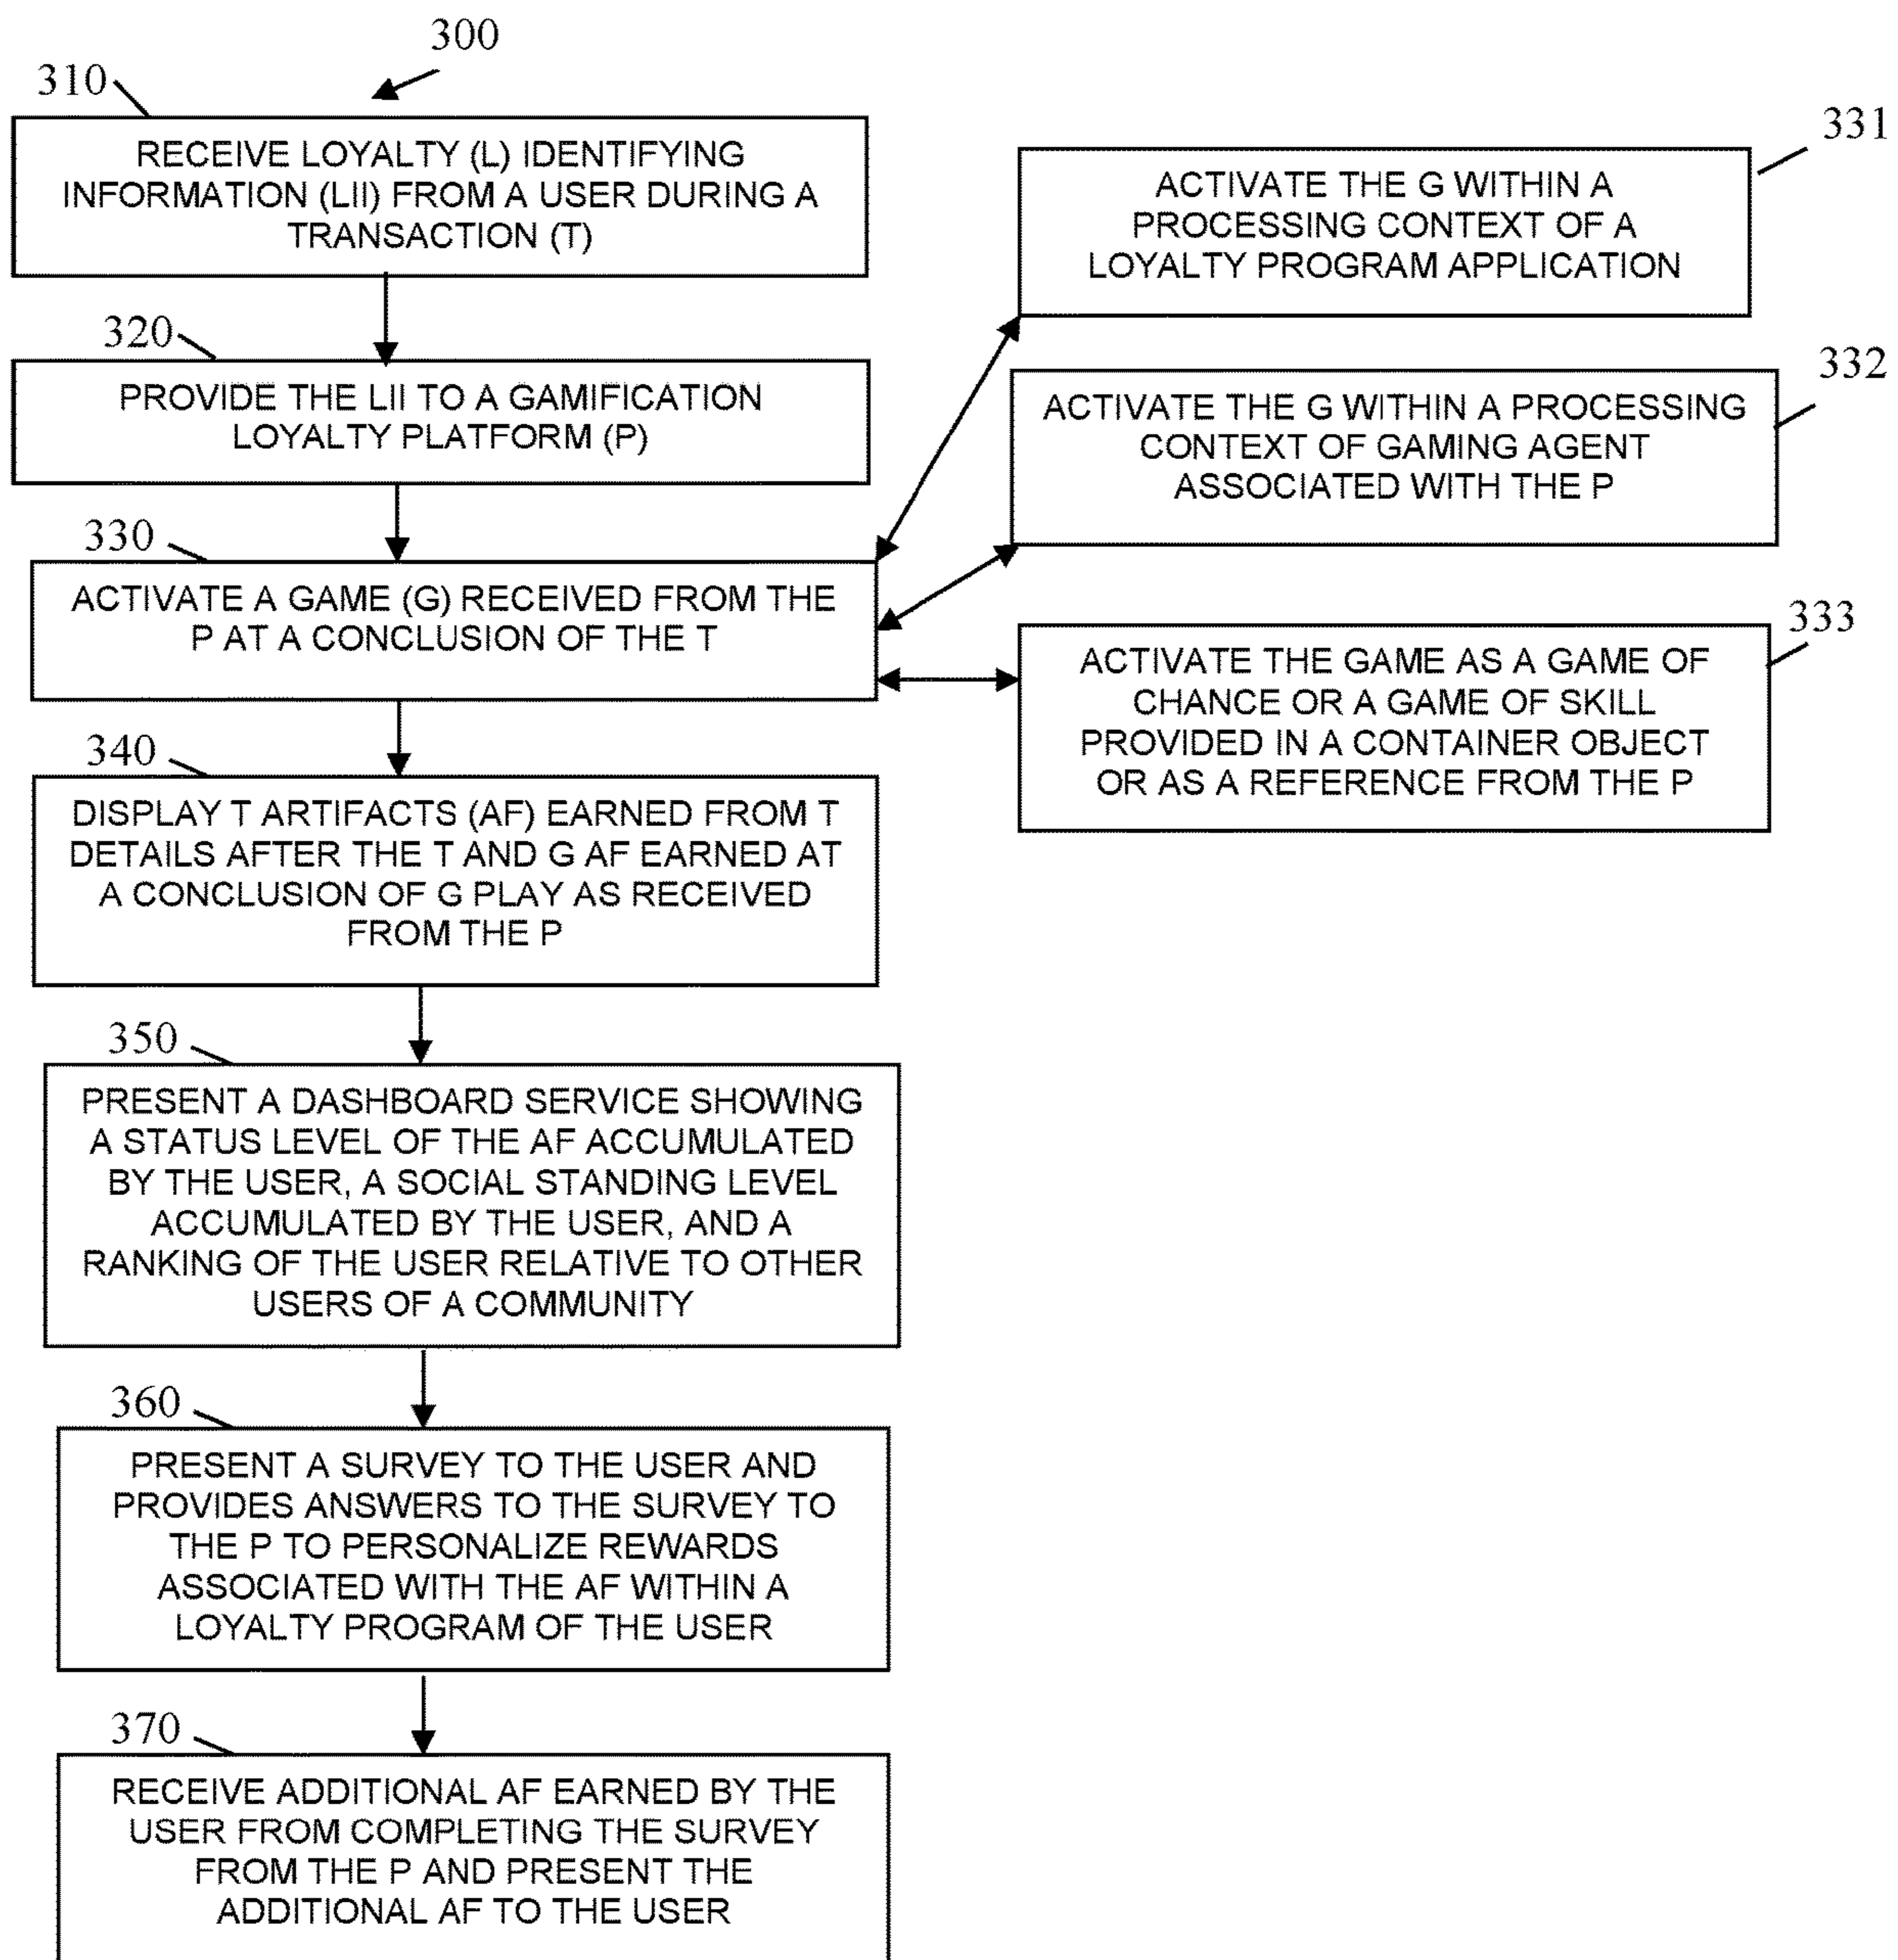 300
310
RECEIVE LOYALTY (L) IDENTIFYING
INFORMATION (LII) FROM A USER DURING A
TRANSACTION (T)
320
PROVIDE THE LII TO A GAMIFICATION
LOYALTY PLATFORM (P)
330
ACTIVATE A GAME (G) RECEIVED FROM THE
P AT A CONCLUSION OF THE T
331
ACTIVATE THE G WITHIN A
PROCESSING CONTEXT OF A
LOYALTY PROGRAM APPLICATION
332
ACTIVATE THE G WITHIN A PROCESSING
CONTEXT OF GAMING AGENT
ASSOCIATED WITH THE P
333
ACTIVATE THE GAME AS A GAME OF
CHANCE OR A GAME OF SKILL
PROVIDED IN A CONTAINER OBJECT
OR AS A REFERENCE FROM THE P
340
DISPLAY T ARTIFACTS (AF) EARNED FROM T
DETAILS AFTER THE T AND G AF EARNED AT
A CONCLUSION OF G PLAY AS RECEIVED
FROM THE P
350
PRESENT A DASHBOARD SERVICE SHOWING
A STATUS LEVEL OF THE AF ACCUMULATED
BY THE USER, A SOCIAL STANDING LEVEL
ACCUMULATED BY THE USER, AND A
RANKING OF THE USER RELATIVE TO OTHER
USERS OF A COMMUNITY
360
PRESENT A SURVEY TO THE USER AND
PROVIDES ANSWERS TO THE SURVEY TO
THE P TO PERSONALIZE REWARDS
ASSOCIATED WITH THE AF WITHIN A
LOYALTY PROGRAM OF THE USER
370
RECEIVE ADDITIONAL AF EARNED BY THE
USER FROM COMPLETING THE SURVEY
FROM THE P AND PRESENT THE
ADDITIONAL AF TO THE USER